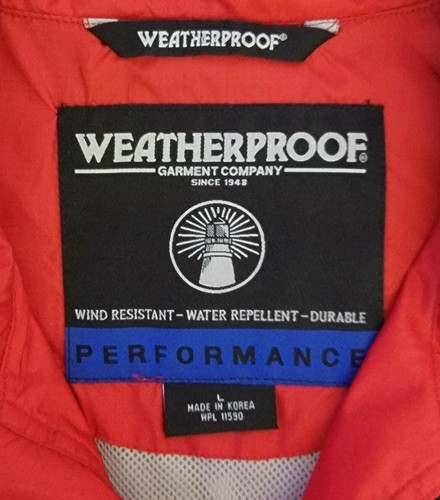 WEATHERPROOF®
WEATHERPROOF®
GARMENT COMPANY
SINCE 1948
WIND RESISTANT – WATER REPELLENT – DURABLE
PERFORMANCE
L
MADE IN KOREA
WPL 11590